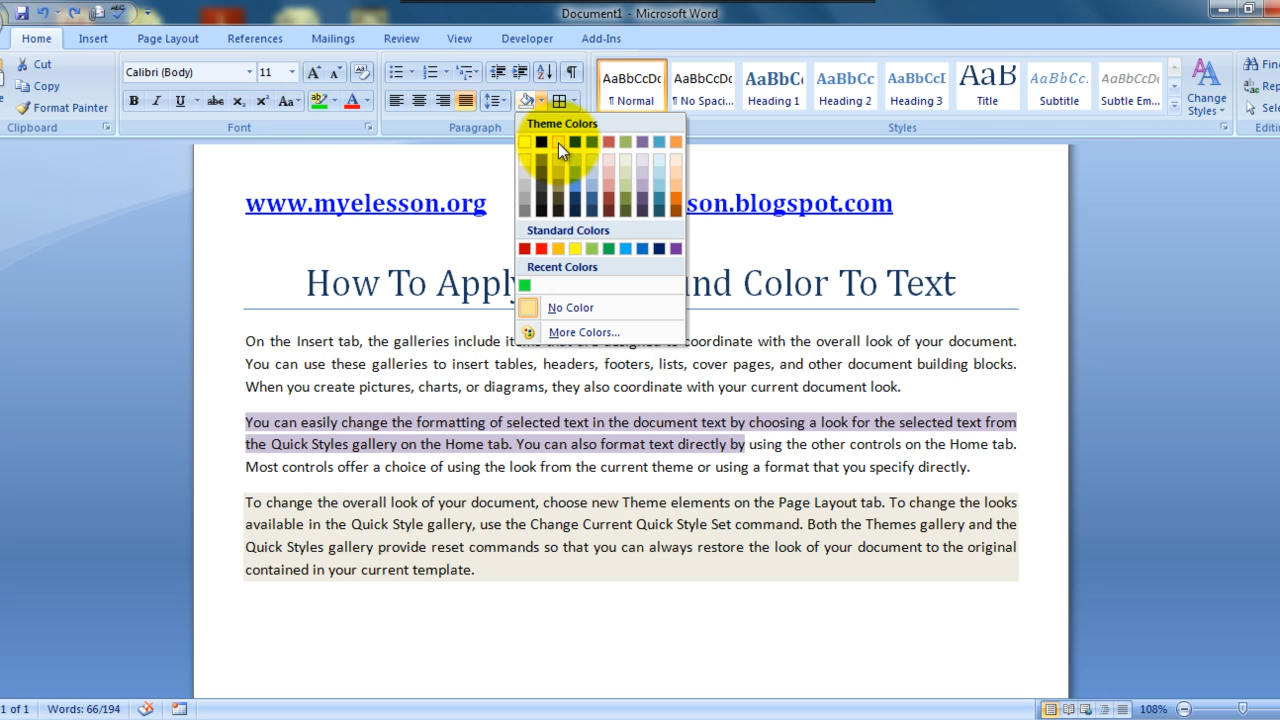 Document1 - Microsoft Word
Home Insert Page Layout References Mailings Review View Developer Add-Ins
Cut
Copy
Format Painter
Clipboard
Calibri (Body) 11
B I U abc x₂ x² Aa
Font
Paragraph
AaBbCcDc AaBbCcDc AaBbC AaBbCc AaBbCcI AaB AaBbCc. AaBbCcDc
¶ Normal ¶ No Spaci... Heading 1 Heading 2 Heading 3 Title Subtitle Subtle Em...
Change
Styles
Styles
Theme Colors
Standard Colors
Recent Colors
No Color
More Colors...
www.myelesson.org son.blogspot.com
How To Apply nd Color To Text
On the Insert tab, the galleries include ite coordinate with the overall look of your document.
You can use these galleries to insert tables, headers, footers, lists, cover pages, and other document building blocks.
When you create pictures, charts, or diagrams, they also coordinate with your current document look.
You can easily change the formatting of selected text in the document text by choosing a look for the selected text from
the Quick Styles gallery on the Home tab. You can also format text directly by using the other controls on the Home tab.
Most controls offer a choice of using the look from the current theme or using a format that you specify directly.
To change the overall look of your document, choose new Theme elements on the Page Layout tab. To change the looks
available in the Quick Style gallery, use the Change Current Quick Style Set command. Both the Themes gallery and the
Quick Styles gallery provide reset commands so that you can always restore the look of your document to the original
contained in your current template.
1 of 1 Words: 66/194 108%